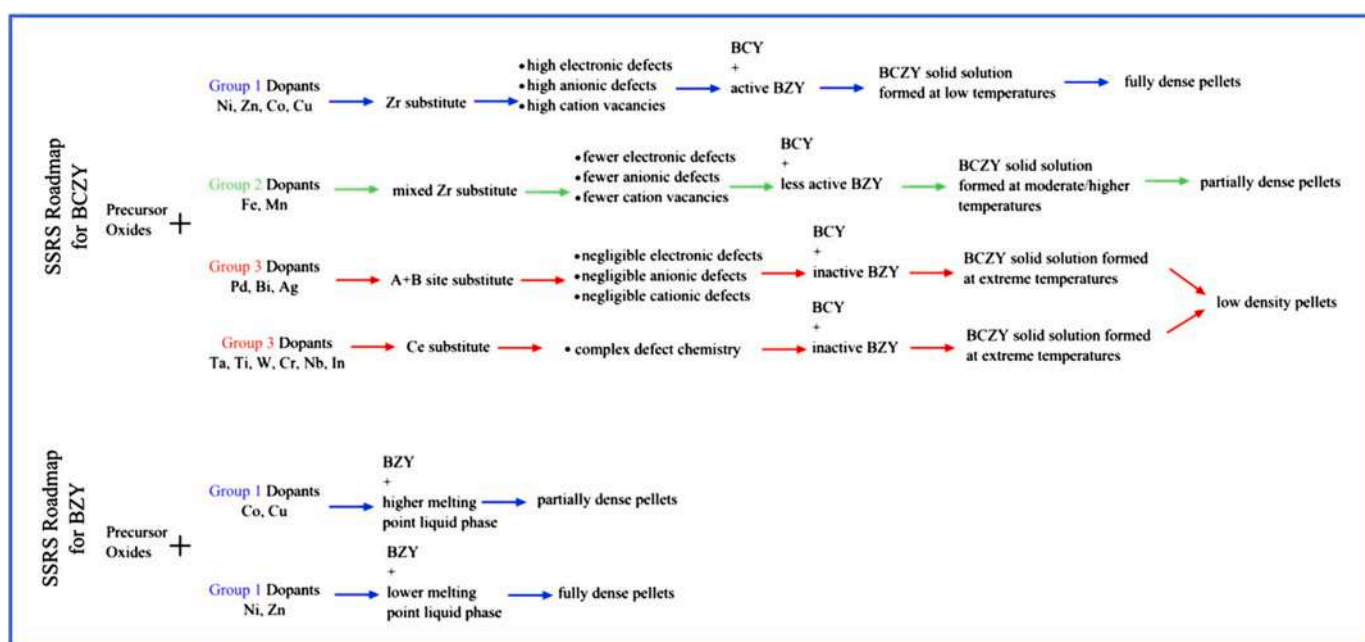 SSRS Roadmap
for BCZY
Precursor
Oxides
+
Group 1 Dopants
Ni, Zn, Co, Cu
Zr substitute
•high electronic defects
•high anionic defects
•high cation vacancies
BCY
+
active BZY
BCZY solid solution
formed at low temperatures
fully dense pellets
Group 2 Dopants
Fe, Mn
mixed Zr substitute
•fewer electronic defects
•fewer anionic defects
•fewer cation vacancies
BCY
+
less active BZY
BCZY solid solution
formed at moderate/higher
temperatures
partially dense pellets
Group 3 Dopants
Pd, Bi, Ag
A+B site substitute
•negligible electronic defects
•negligible anionic defects
•negligible cationic defects
BCY
+
inactive BZY
BCZY solid solution formed
at extreme temperatures
Group 3 Dopants
Ta, Ti, W, Cr, Nb, In
Ce substitute
• complex defect chemistry
BCY
+
inactive BZY
BCZY solid solution formed
at extreme temperatures
low density pellets
SSRS Roadmap
for BZY
Precursor
Oxides
+
Group 1 Dopants
Co, Cu
BZY
+
higher melting
point liquid phase
partially dense pellets
Group 1 Dopants
Ni, Zn
BZY
+
lower melting
point liquid phase
fully dense pellets